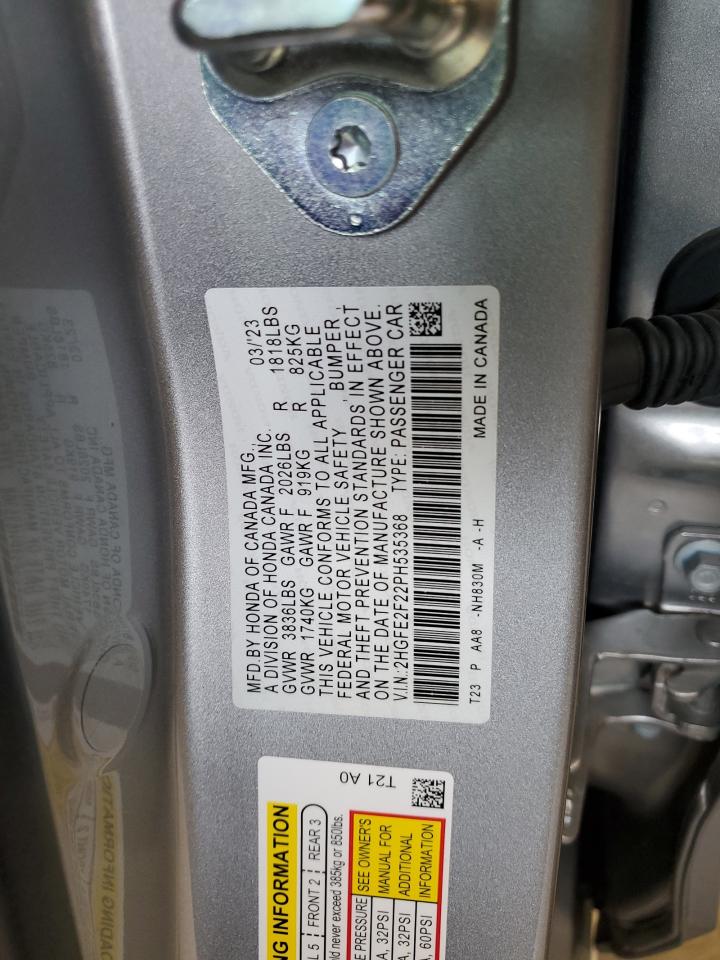 MFD.BY HONDA OF CANADA MFG., 03/'23
A DIVISION OF HONDA CANADA INC.
GVWR 3836LBS GAWR F 2026LBS R 1818LBS
GVWR 1740KG GAWR F 919KG R 825KG
THIS VEHICLE CONFORMS TO ALL APPLICABLE
FEDERAL MOTOR VEHICLE SAFETY , BUMPER ,
AND THEFT PREVENTION STANDARDS IN EFFECT
ON THE DATE OF MANUFACTURE SHOWN ABOVE.
V.I.N.:2HGFE2F22PH535368 TYPE: PASSENGER CAR
T23 P AA8 -NH830M -A -H MADE IN CANADA
T21 A0
NG INFORMATION
L 5 FRONT 2 REAR 3
ld never exceed 385kg or 850lbs.
E PRESSURE SEE OWNER'S
A, 32PSI MANUAL FOR
A, 32PSI ADDITIONAL
A, 60PSI INFORMATION